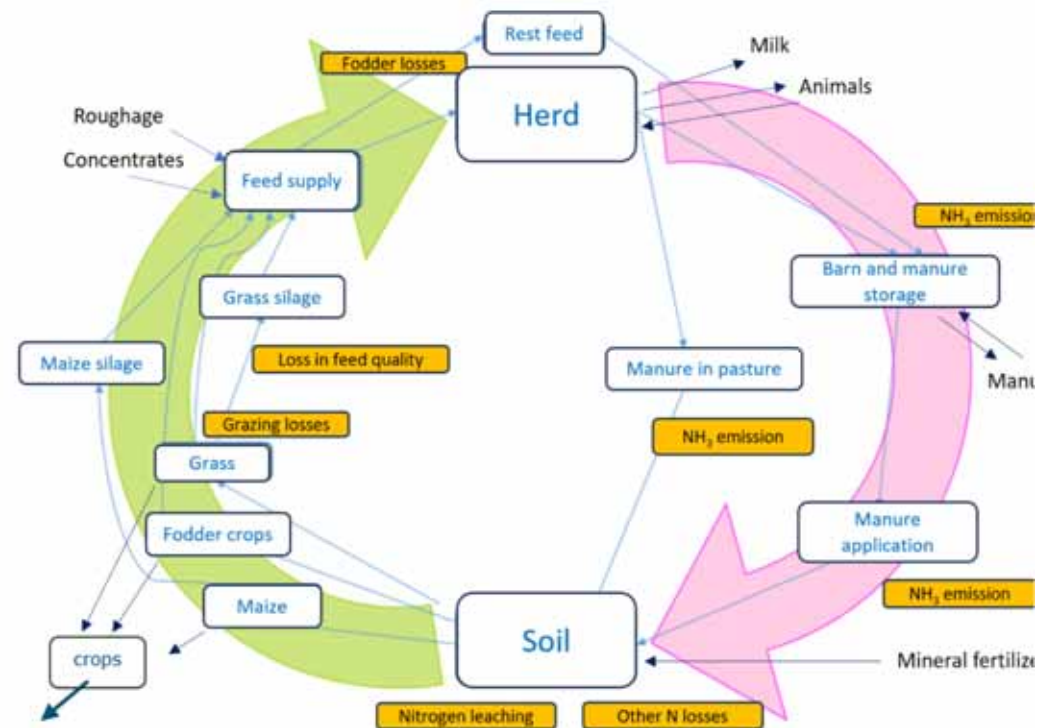 Rest feed
Fodder losses
Milk
Herd
Animals
Roughage
Concentrates
Feed supply
NH₃ emission
Barn and manure
storage
Grass silage
Maize silage
Loss in feed quality
Manure in pasture
Manu
Grazing losses
NH₃ emission
Grass
Fodder crops
Manure
application
Maize
NH₃ emission
Soil
crops
Mineral fertilize
Nitrogen leaching
Other N losses